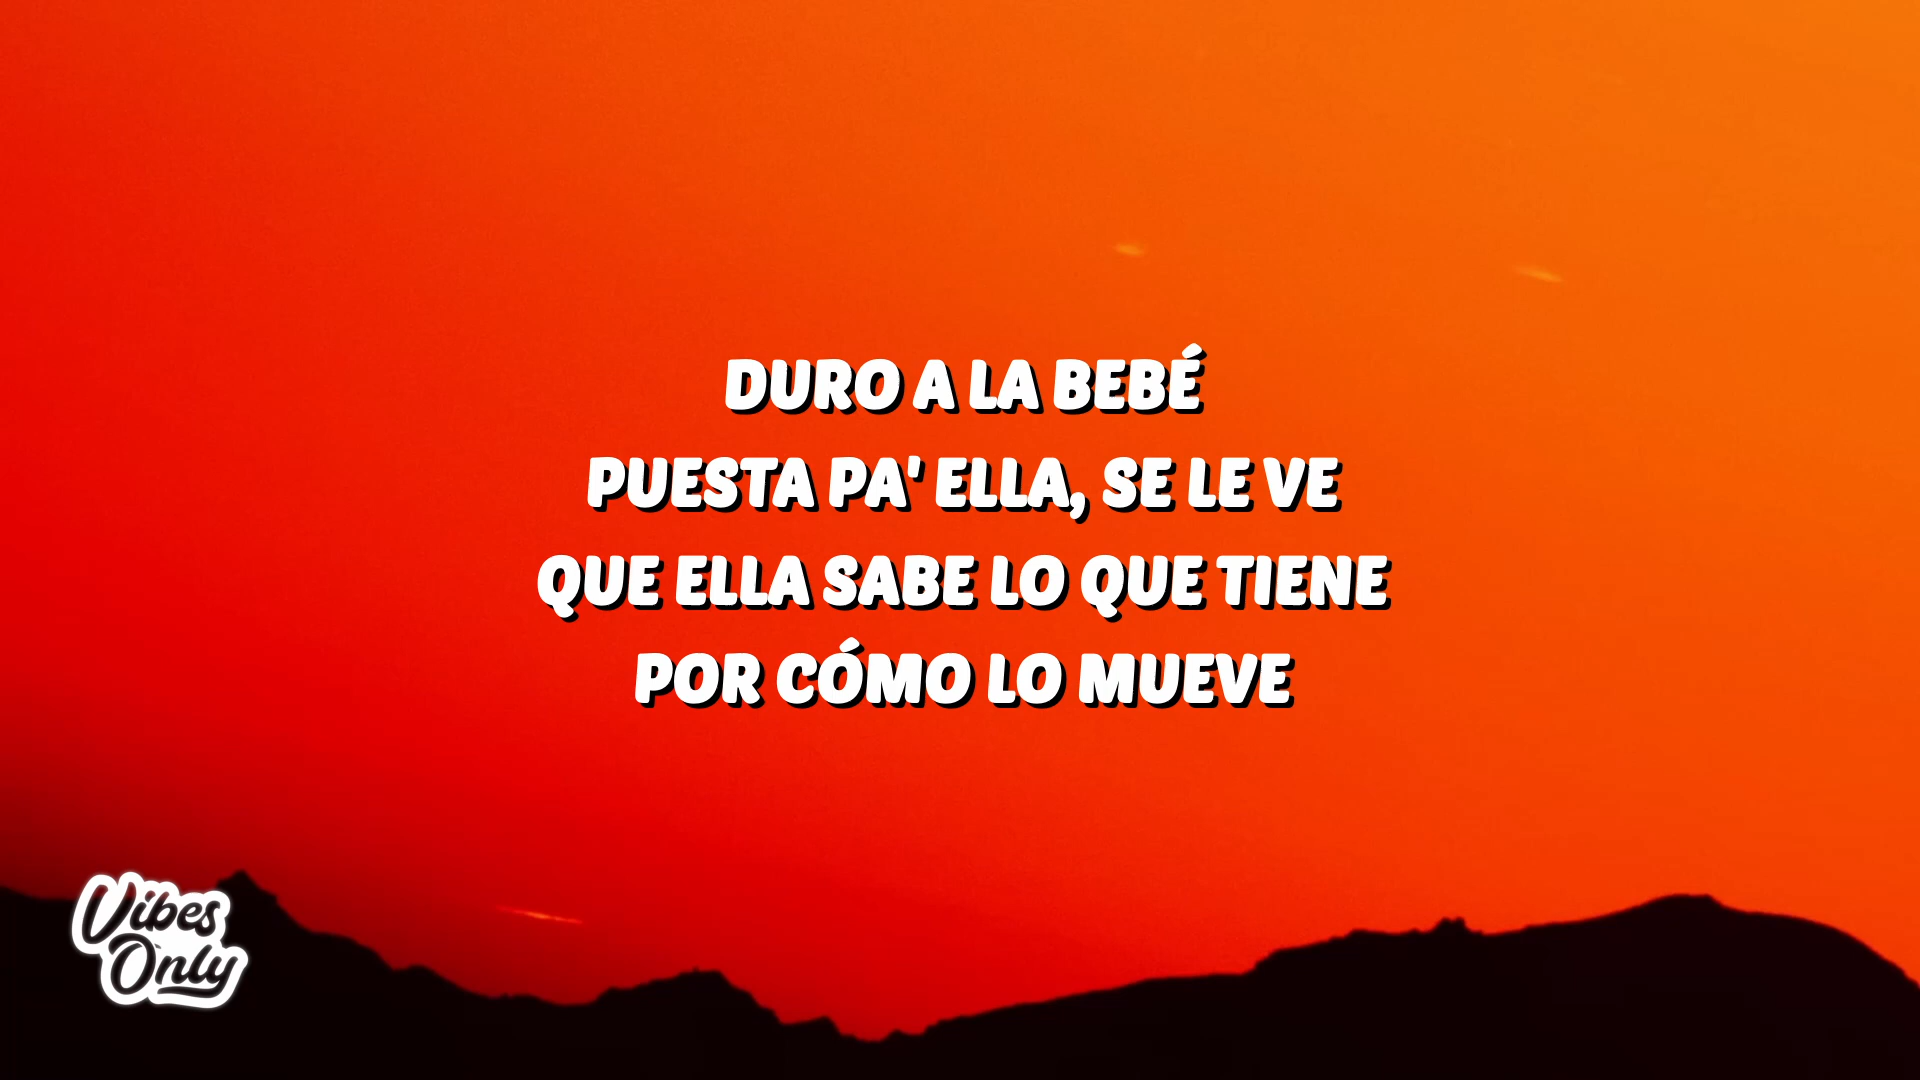 DURO A LA BEBÉ
PUESTA PA' ELLA, SE LE VE
QUE ELLA SABE LO QUE TIENE
POR CÓMO LO MUEVE
Vibes
Only